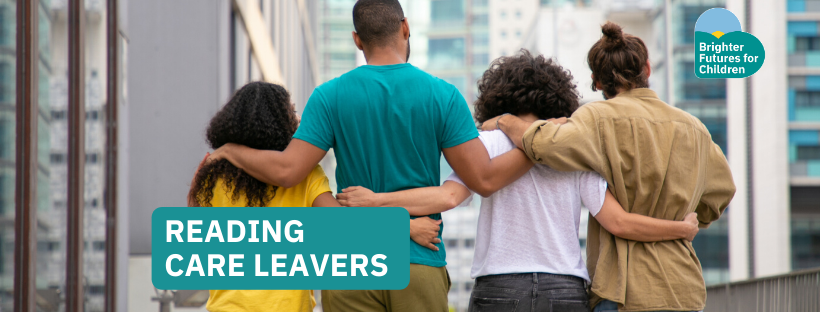 Brighter
Futures for
Children
READING
CARE LEAVERS